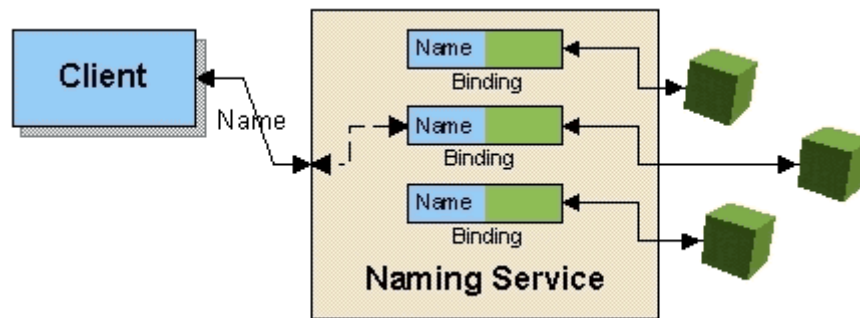 Client
Name
Name
Binding
Name
Binding
Name
Binding
Naming Service